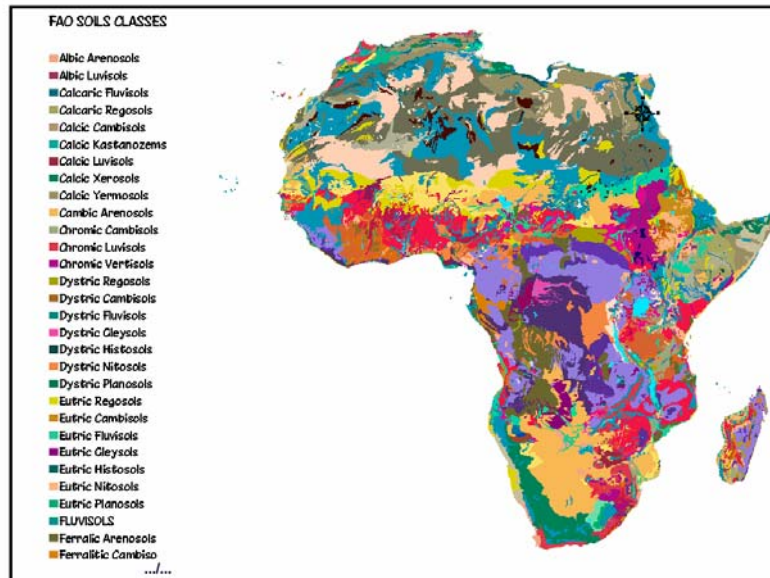 FAO SOILS CLASSES
Albic Arenosols
Albic Luvisols
Calcaric Fluvisols
Calcaric Regosols
Calcic Cambisols
Calcic Kastanozems
Calcic Luvisols
Calcic Xerosols
Calcic Yermosols
Cambic Arenosols
Chromic Cambisols
Chromic Luvisols
Chromic Vertisols
Dystric Regosols
Dystric Cambisols
Dystric Fluvisols
Dystric Gleysols
Dystric Histosols
Dystric Nitosols
Dystric Planosols
Eutric Regosols
Eutric Cambisols
Eutric Fluvisols
Eutric Gleysols
Eutric Histosols
Eutric Nitosols
Eutric Planosols
FLUVISOLS
Ferralic Arenosols
Ferralitic Cambiso
.../...